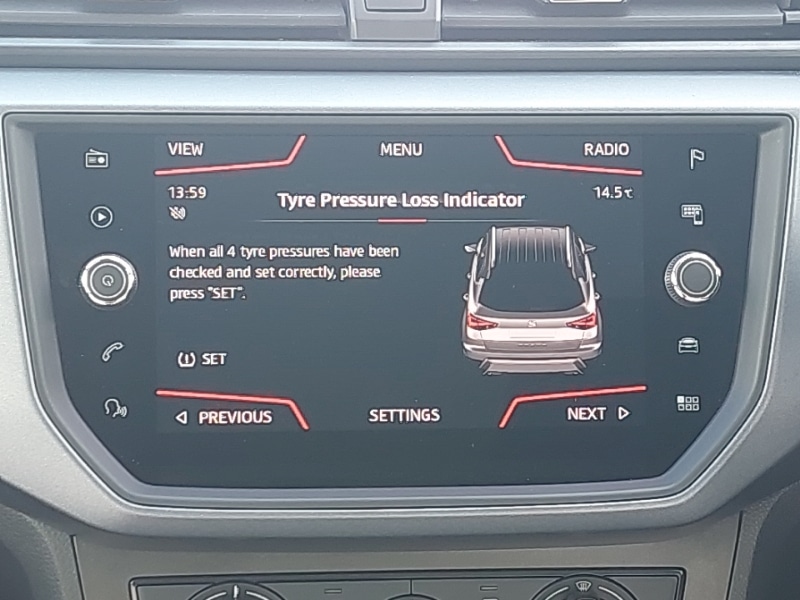 VIEW MENU RADIO
13:59 Tyre Pressure Loss Indicator 14.5℃
When all 4 tyre pressures have been
checked and set correctly, please
press "SET".
SET
PREVIOUS SETTINGS NEXT